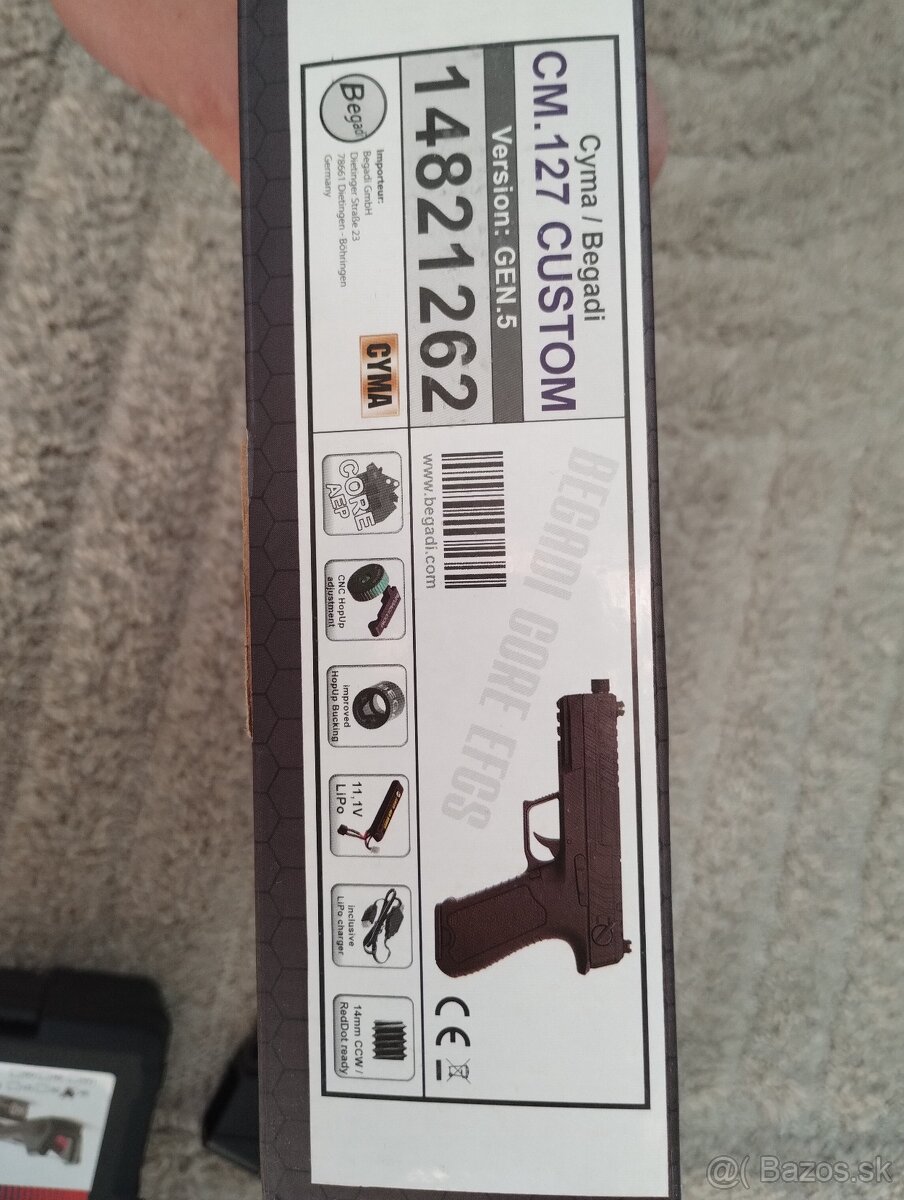 Cyma / Begadi
CM.127 CUSTOM
Version: GEN.5
14821262
Begadi
Importeur:
Begadi GmbH
Dietinger Straße 23
78661 Dietingen - Böhringen
Germany
CYMA
BEGADI CORE EFCS
www.begadi.com
CORE
AEP
CNC HopUp
adjustment
improved
HopUp Bucking
11,1V
LiPo
inclusive
LiPo charger
14mm CCW /
RedDot ready
CE
@( Bazos.sk